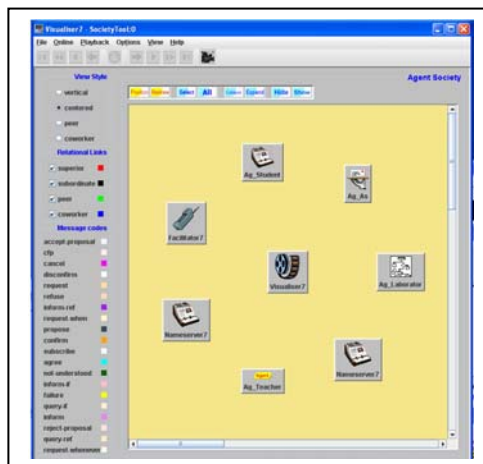 Visualiser7 - SocietyTool:0
File Online Playback Options View Help
View Style
vertical
centered
peer
coworker
Relational Links
superior
subordinate
peer
coworker
Message codes
accept-proposal
cfp
cancel
disconfirm
request
refuse
inform-ref
request-when
propose
confirm
subscribe
agree
not-understood
inform-if
failure
query-if
inform
reject-proposal
query-ref
request-whenever
Agent Society
Select All Expand Hide Show
Ag_Student
Ag_As
Facilitator7
Visualiser7
Ag_Laborator
Nameserver7
Nameserver7
Agent
Ag_Teacher